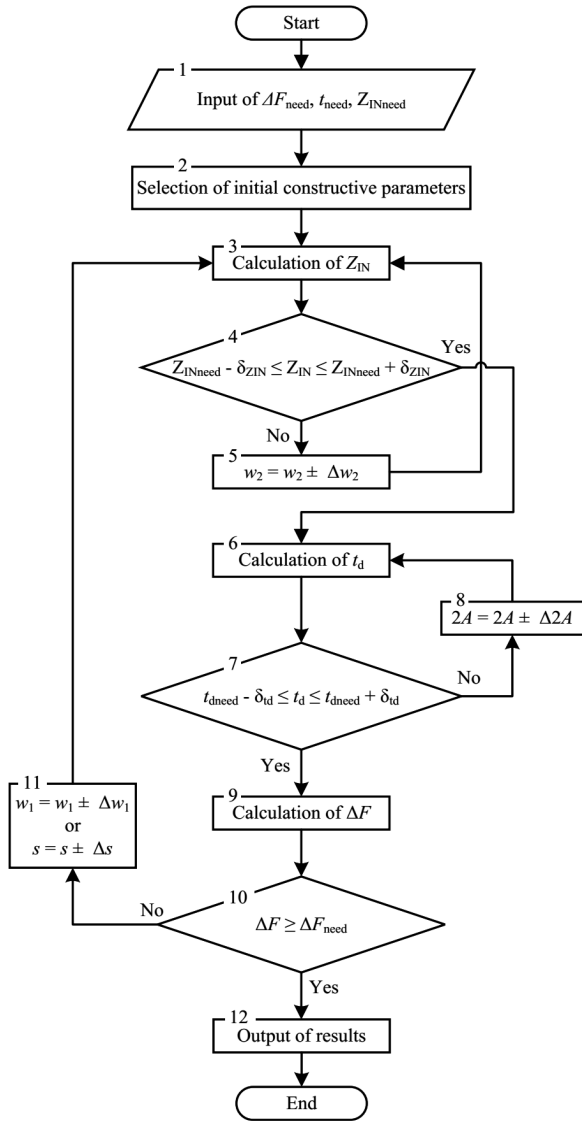 Start
1
Input of ΔF_need, t_need, Z_INneed
2
Selection of initial constructive parameters
3
Calculation of Z_IN
4
Yes
Z_INneed - δ_ZIN ≤ Z_IN ≤ Z_INneed + δ_ZIN
No
5
w_2 = w_2 ± Δw_2
6
Calculation of t_d
8
2A = 2A ± Δ2A
7
No
t_dneed - δ_td ≤ t_d ≤ t_dneed + δ_td
Yes
9
Calculation of ΔF
11
w_1 = w_1 ± Δw_1
or
s = s ± Δs
10
No
ΔF ≥ ΔF_need
Yes
12
Output of results
End